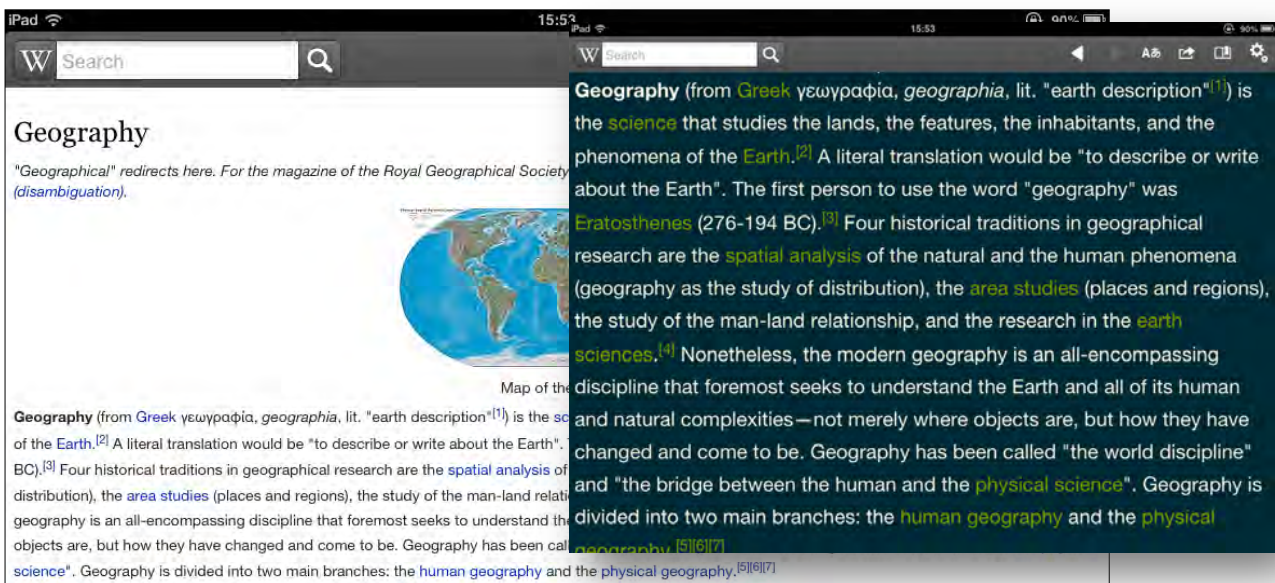 iPad 15:53 90%
W Search
Geography
"Geographical" redirects here. For the magazine of the Royal Geographical Society
(disambiguation).
Map of the
Geography (from Greek γεωγραφία, geographia, lit. "earth description"[1]) is the sc
of the Earth.[2] A literal translation would be "to describe or write about the Earth".
BC).[3] Four historical traditions in geographical research are the spatial analysis of
distribution), the area studies (places and regions), the study of the man-land relati
geography is an all-encompassing discipline that foremost seeks to understand the
objects are, but how they have changed and come to be. Geography has been cal
science". Geography is divided into two main branches: the human geography and the physical geography.[5][6][7]
iPad 15:53 90%
W Search Aあ
Geography (from Greek γεωγραφία, geographia, lit. "earth description"[1]) is
the science that studies the lands, the features, the inhabitants, and the
phenomena of the Earth.[2] A literal translation would be "to describe or write
about the Earth". The first person to use the word "geography" was
Eratosthenes (276-194 BC).[3] Four historical traditions in geographical
research are the spatial analysis of the natural and the human phenomena
(geography as the study of distribution), the area studies (places and regions),
the study of the man-land relationship, and the research in the earth
sciences.[4] Nonetheless, the modern geography is an all-encompassing
discipline that foremost seeks to understand the Earth and all of its human
and natural complexities—not merely where objects are, but how they have
changed and come to be. Geography has been called "the world discipline"
and "the bridge between the human and the physical science". Geography is
divided into two main branches: the human geography and the physical
geography.[5][6][7]